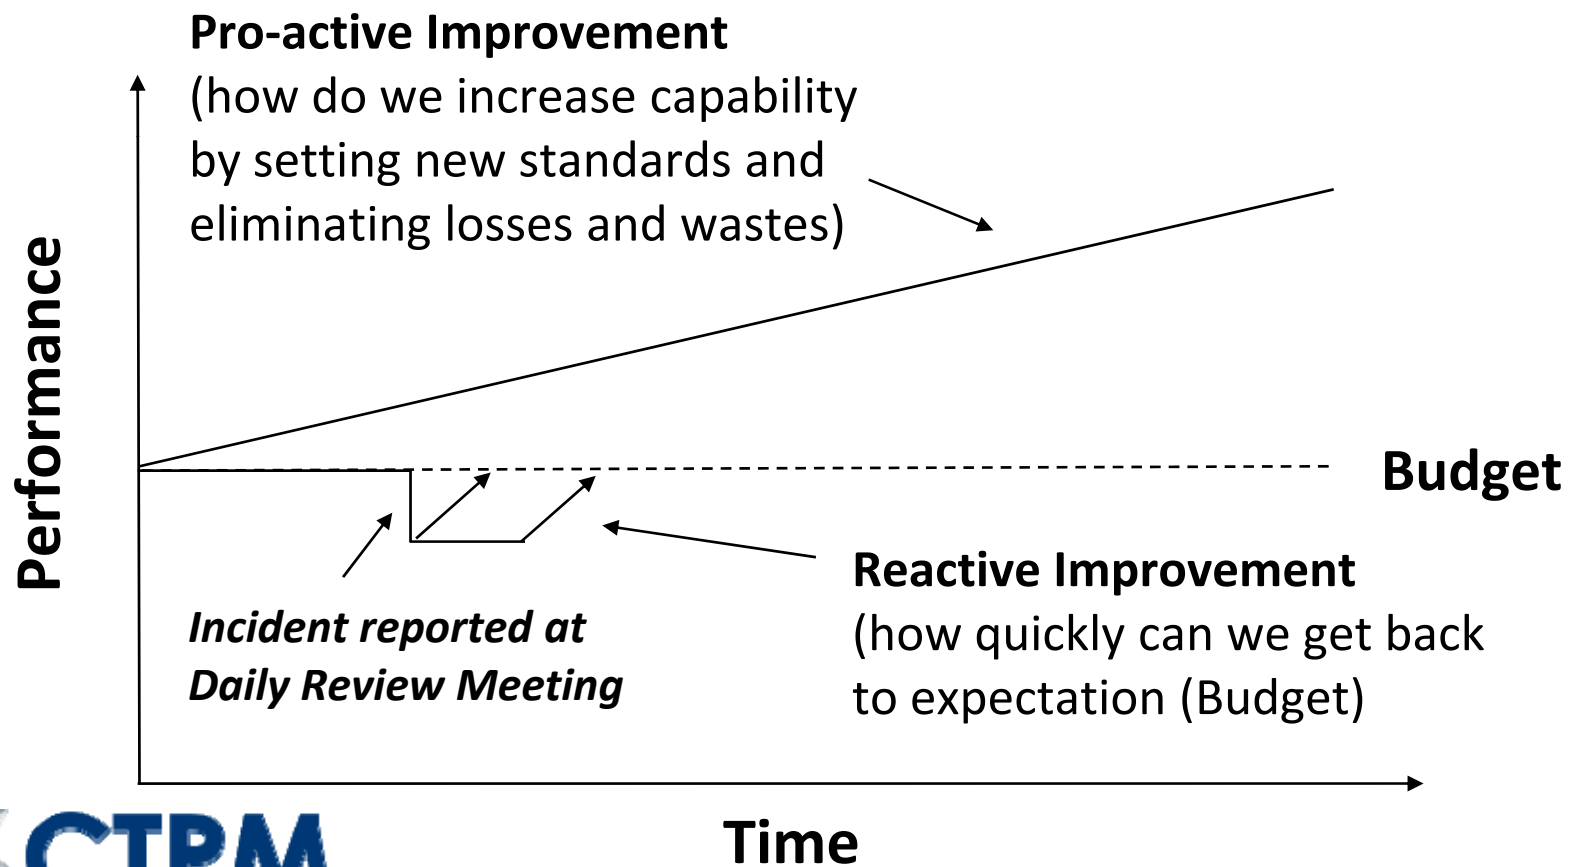 Pro-active Improvement
(how do we increase capability
by setting new standards and
eliminating losses and wastes)
Performance
Budget
Reactive Improvement
(how quickly can we get back
to expectation (Budget)
Incident reported at
Daily Review Meeting
Time
CTPM